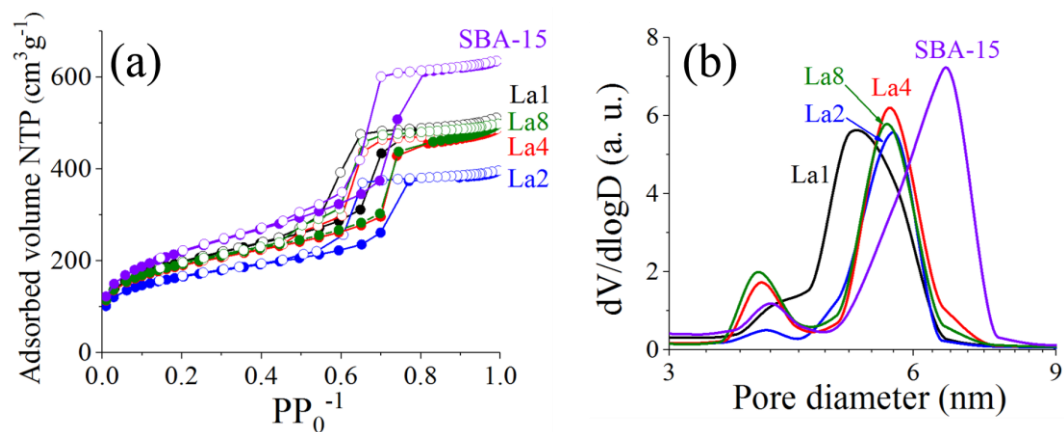 (a)
SBA-15
La1
La8
La4
La2
600
400
200
0
0.0 0.2 0.4 0.6 0.8 1.0
Adsorbed volume NTP (cm³g⁻¹)
PP₀⁻¹
(b)
SBA-15
La8
La4
La2
La1
8
6
4
2
0
3 6 9
dV/dlogD (a. u.)
Pore diameter (nm)